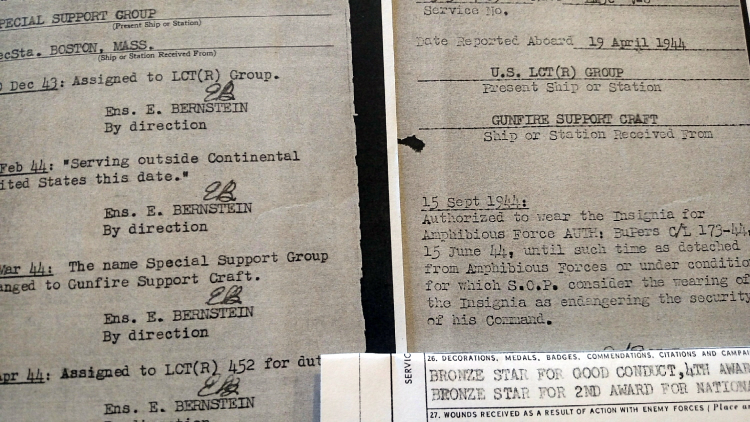 PECIAL SUPPORT GROUP
(Present Ship or Station)
ecSta. BOSTON, MASS.
(Ship or Station Received From)
Dec 43: Assigned to LCT(R) Group.
EB
Ens. E. BERNSTEIN
By direction
Feb 44: "Serving outside Continental
ited States this date."
EB
Ens. E. BERNSTEIN
By direction
Mar 44: The name Special Support Group
anged to Gunfire Support Craft.
EB
Ens. E. BERNSTEIN
By direction
Apr 44: Assigned to LCT(R) 452 for dut
EB
Ens. E. BERNSTEIN
Service No.
Date Reported Aboard 19 April 1944
U.S. LCT(R) GROUP
Present Ship or Station
GUNFIRE SUPPORT CRAFT
Ship or Station Received From
15 Sept 1944:
Authorized to wear the Insignia for
Amphibious Force AUTH: BuPers C/L 173-44,
15 June 44, until such time as detached
from Amphibious Forces or under conditio
for which S.O.P. consider the wearing of
the Insignia as endangering the security
of his Command.
SERVIC
26. DECORATIONS, MEDALS, BADGES, COMMENDATIONS, CITATIONS AND CAMPAI
BRONZE STAR FOR GOOD CONDUCT,4TH AWAR
BRONZE STAR FOR 2ND AWARD FOR NATIONA
27. WOUNDS RECEIVED AS A RESULT OF ACTION WITH ENEMY FORCES (Place a